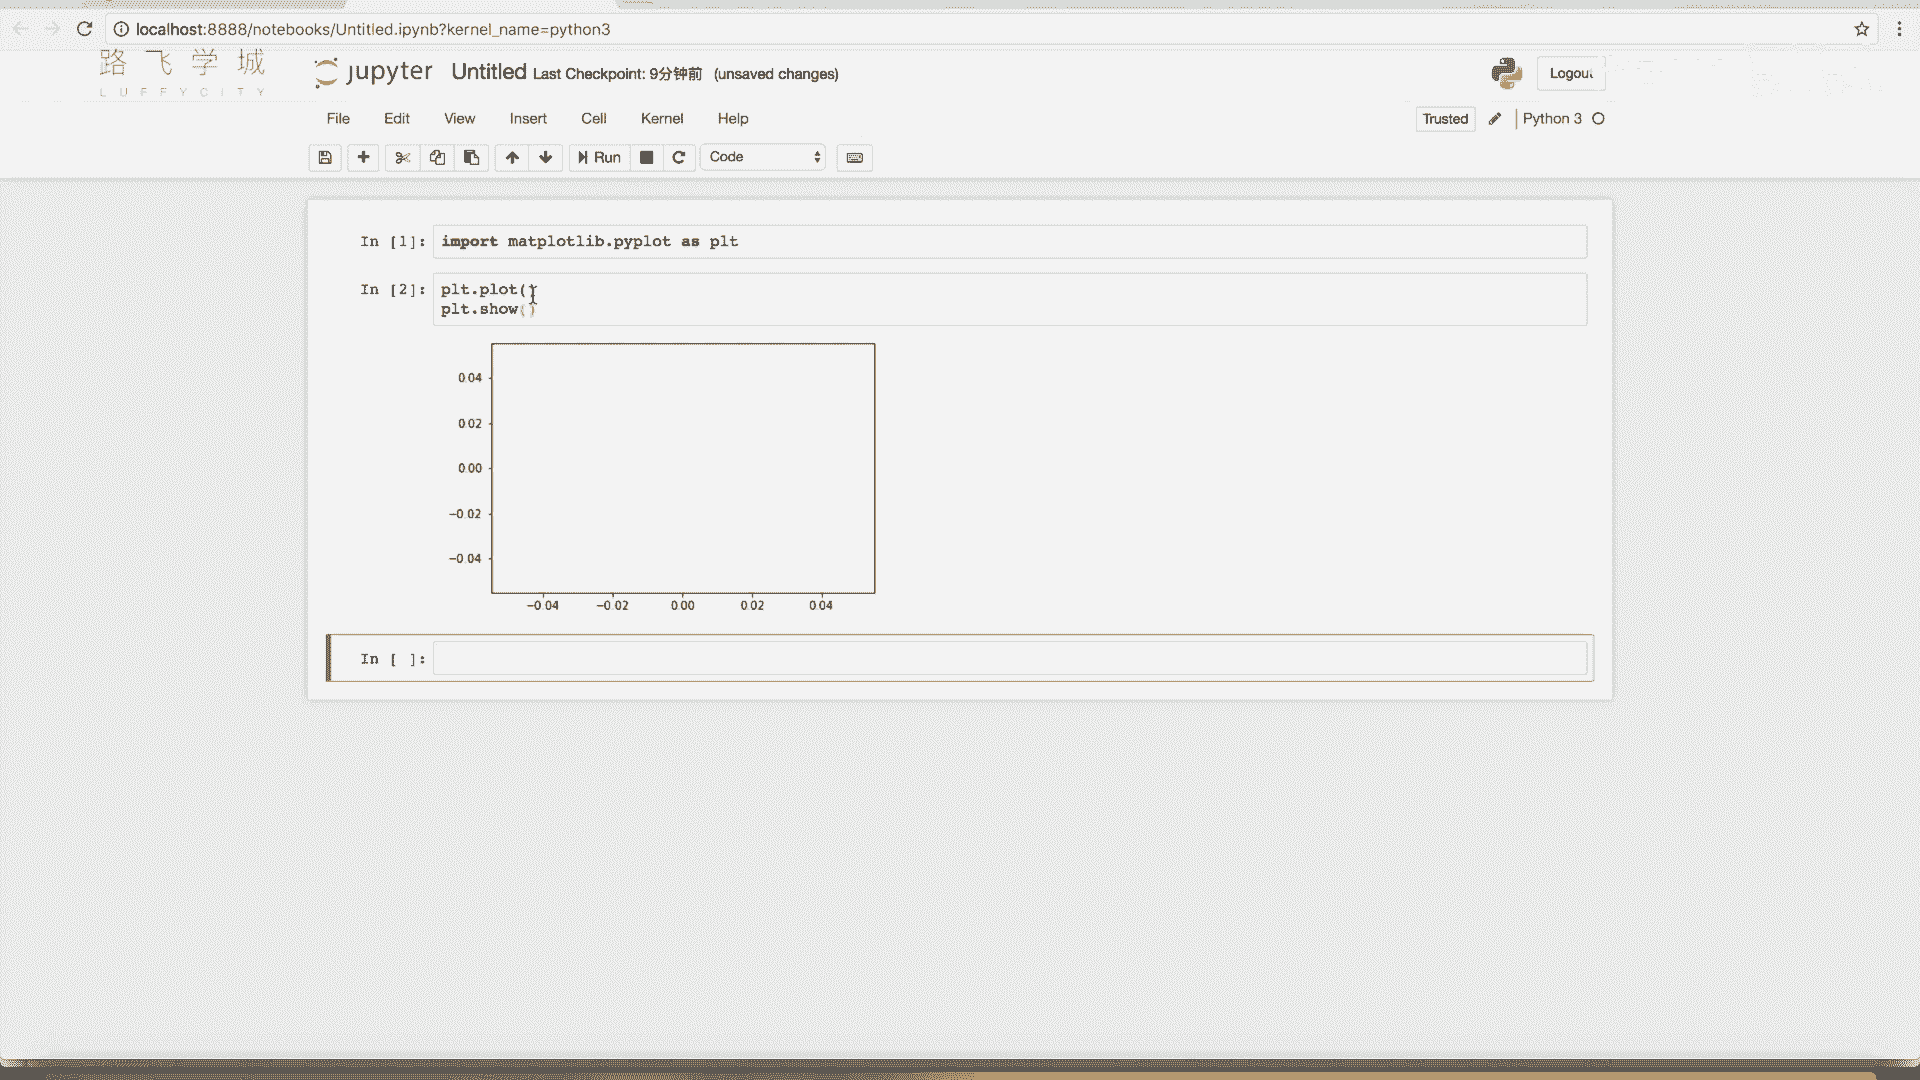 localhost:8888/notebooks/Untitled.ipynb?kernel_name=python3
路飞学城
LUFFYCITY
jupyter Untitled Last Checkpoint: 9分钟前 (unsaved changes)
Logout
File Edit View Insert Cell Kernel Help
Trusted Python 3
Run Code
In [1]: import matplotlib.pyplot as plt
In [2]: plt.plot(
plt.show()
0.04
0.02
0.00
−0.02
−0.04
−0.04 −0.02 0.00 0.02 0.04
In [ ]: